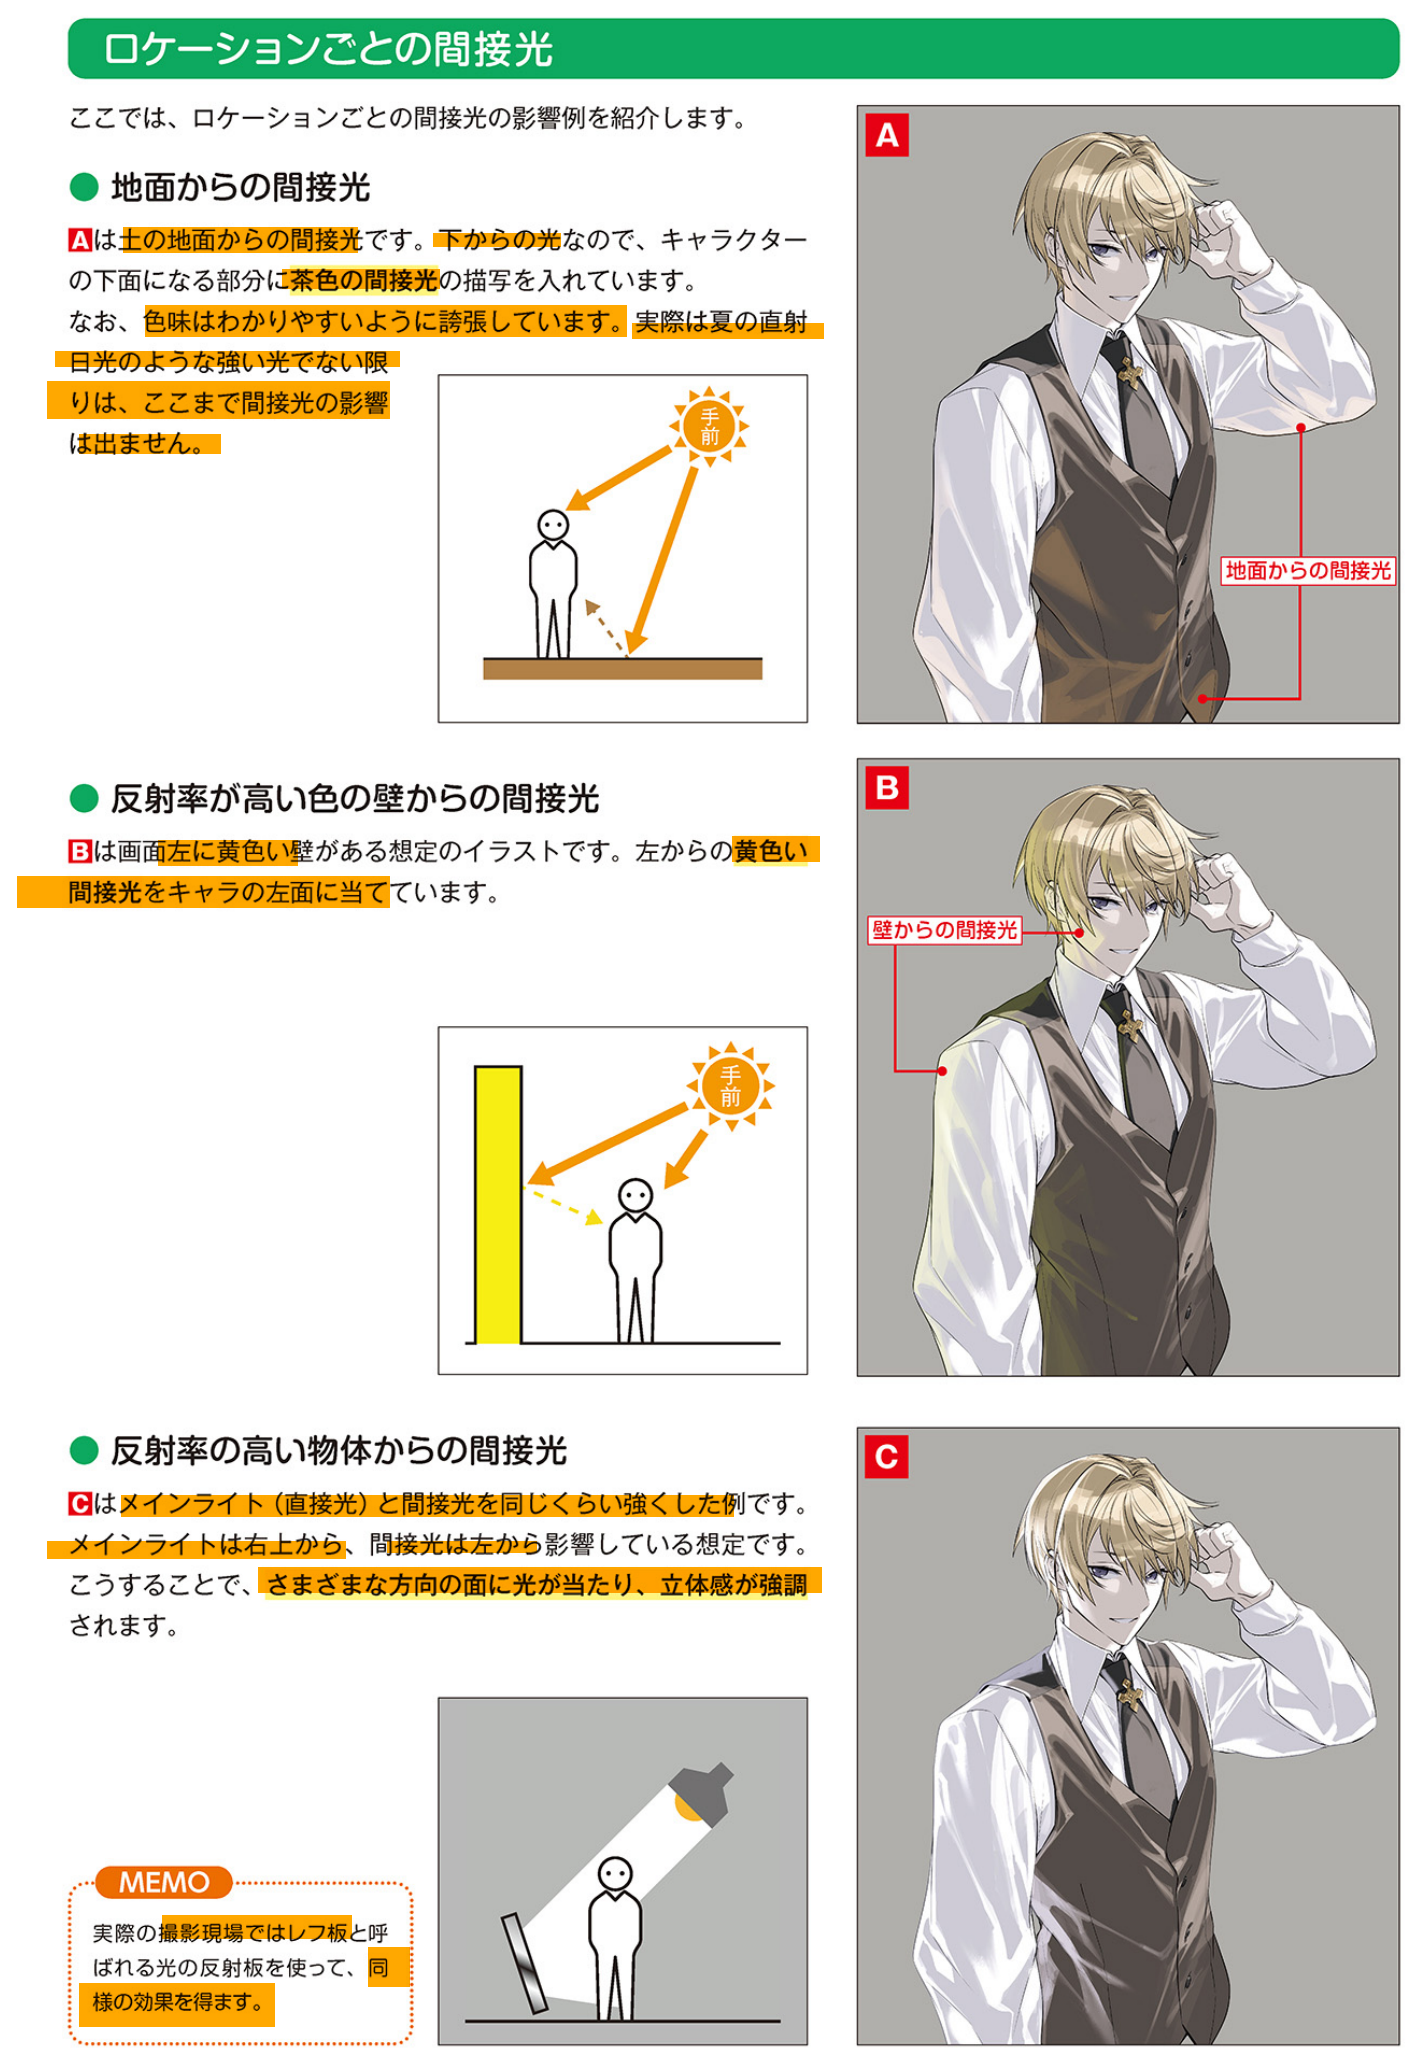 ロケーションごとの間接光
ここでは、ロケーションごとの間接光の影響例を紹介します。
● 地面からの間接光
Aは土の地面からの間接光です。下からの光なので、キャラクター
の下面になる部分に茶色の間接光の描写を入れています。
なお、色味はわかりやすいように誇張しています。実際は夏の直射
日光のような強い光でない限
りは、ここまで間接光の影響
は出ません。
手
前
A
地面からの間接光
● 反射率が高い色の壁からの間接光
Bは画面左に黄色い壁がある想定のイラストです。左からの黄色い
間接光をキャラの左面に当てています。
手
前
B
壁からの間接光
● 反射率の高い物体からの間接光
Cはメインライト（直接光）と間接光を同じくらい強くした例です。
メインライトは右上から、間接光は左から影響している想定です。
こうすることで、さまざまな方向の面に光が当たり、立体感が強調
されます。
MEMO
実際の撮影現場ではレフ板と呼
ばれる光の反射板を使って、同
様の効果を得ます。
C